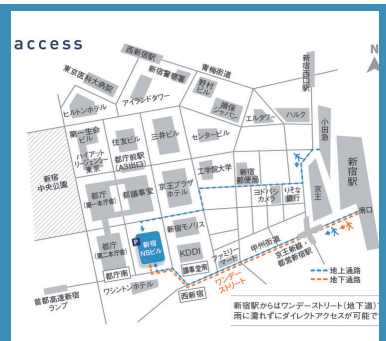 access
N
西新宿駅
新宿警察署
青梅街道
東京医科大病院
野村
ビル
新宿西口駅
ヒルトンホテル
アイランドタワー
損保
ジャパン
エルタワー
ハルク
小田急
第一生命
ビル
住友ビル
三井ビル
センタービル
ハイアット
リージェンシー
東京
都庁前駅
(A3出口)
工学院大学
新宿
郵便局
新宿駅
新宿
中央公園
都庁
(第一本庁舎)
都議事堂
京王プラザ
ホテル
ヨドバシ
カメラ
りそな
銀行
京王
南口
新宿モノリス
都庁
(第二本庁舎)
P
新宿
NSビル
KDDI
ファミリー
マート
甲州街道
京王新線・
都営新宿駅
都庁南
議事堂南
ワンデー
ストリート
地上通路
地下通路
首都高速新宿
ランプ
ワシントンホテル
西新宿
新宿駅からはワンデーストリート(地下道)
雨に濡れずにダイレクトアクセスが可能で